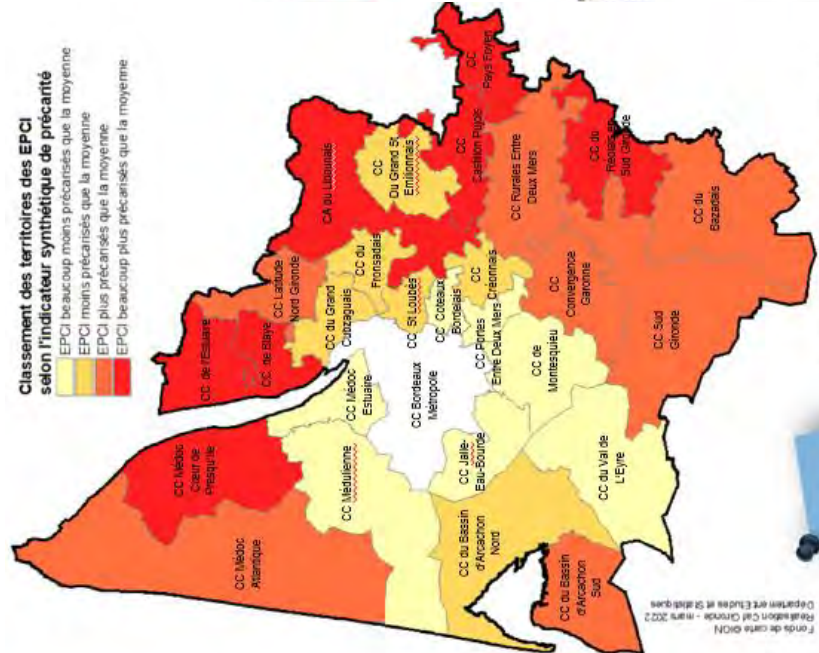 Classement des territoires des EPCI
selon l'indicateur synthétique de précarité
EPCI beaucoup moins précarisés que la moyenne
EPCI moins précarisés que la moyenne
EPCI plus précarisés que la moyenne
EPCI beaucoup plus précarisés que la moyenne
CC de l'Estuaire
CC de Blaye
CC Latitude
Nord Gironde
CC du Grand
Cubzaguais
CC du
Fronsadais
CA du Libournais
CC
Du Grand St
Emilionnais
CC
Castillon Pujols
CC
Pays Foyen
CC St Loubès
CC Coteaux
Bordelais
CC
Créonnais
CC Portes
Entre Deux Mers
CC Rurales Entre
Deux Mers
CC du
Réolais en
Sud Gironde
CC
Convergence
Garonne
CC du
Bazadais
CC Sud
Gironde
CC de
Montesquieu
CC Bordeaux
Métropole
CC Médoc
Estuaire
CC Médoc
Cœur de
Presqu'île
CC Médullienne
CC Médoc
Atlantique
CC Jalle-
Eau-Bourde
CC du Val de
L'Eyre
CC du Bassin
d'Arcachon
Nord
CC du Bassin
d'Arcachon
Sud
Fonds de carte IGN
Réalisation Caf Gironde - mars 2022
Département Etudes et Statistiques